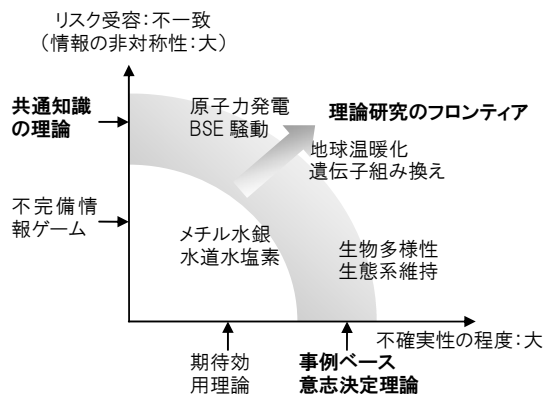 リスク受容：不一致
（情報の非対称性：大）
共通知識
の理論
原子力発電
BSE 騒動
理論研究のフロンティア
地球温暖化
遺伝子組み換え
不完備情
報ゲーム
メチル水銀
水道水塩素
生物多様性
生態系維持
不確実性の程度：大
期待効
用理論
事例ベース
意志決定理論